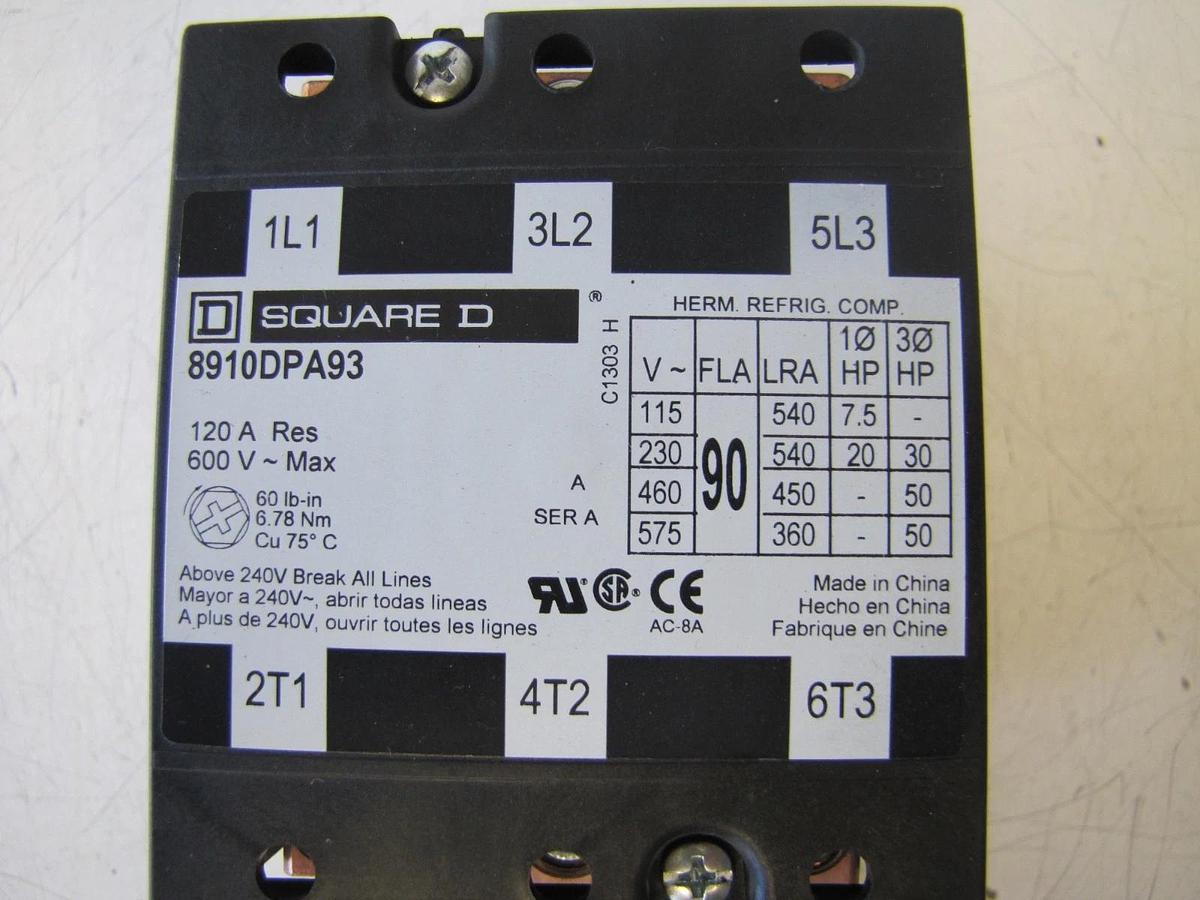 1L1 3L2 5L3
D SQUARE D ®
8910DPA93
C1303 H
120 A Res
600 V ~ Max
60 lb-in
6.78 Nm
Cu 75° C
A
SER A
HERM. REFRIG. COMP.
V ~ FLA LRA 1Ø HP 3Ø HP
115 90 540 7.5 -
230 540 20 30
460 450 - 50
575 360 - 50
Above 240V Break All Lines
Mayor a 240V~, abrir todas lineas
A plus de 240V, ouvrir toutes les lignes
RU ® SA ® CE
AC-8A
Made in China
Hecho en China
Fabrique en Chine
2T1 4T2 6T3